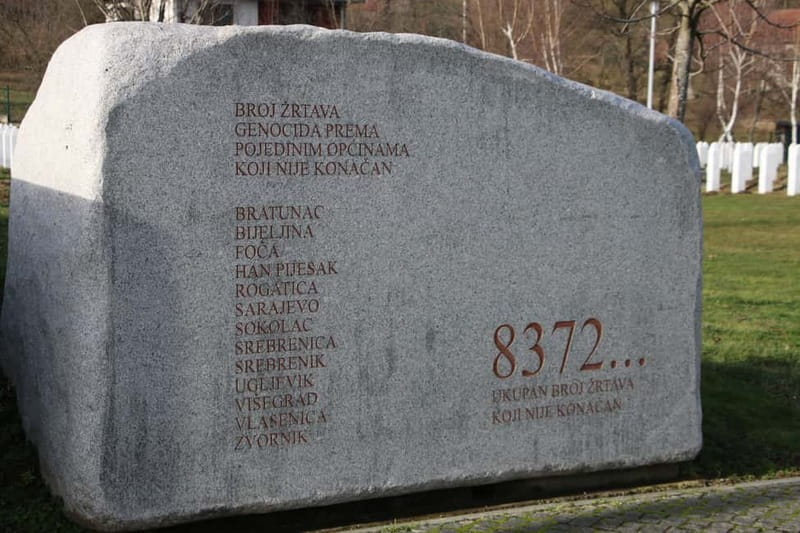 BROJ ŽRTAVA
GENOCIDA PREMA
POJEDINIM OPČINAMA
KOJI NIJE KONAČAN
BRATUNAC
BIJELJINA
FOČA
HAN PIJESAK
ROGATICA
SARAJEVO
SOKOLAC
SREBRENICA
SREBRENIK
UGLJEVIK
VIŠEGRAD
VLASENICA
ZVORNIK
8372...
UKUPAN BROJ ŽRTAVA
KOJI NIJE KONAČAN